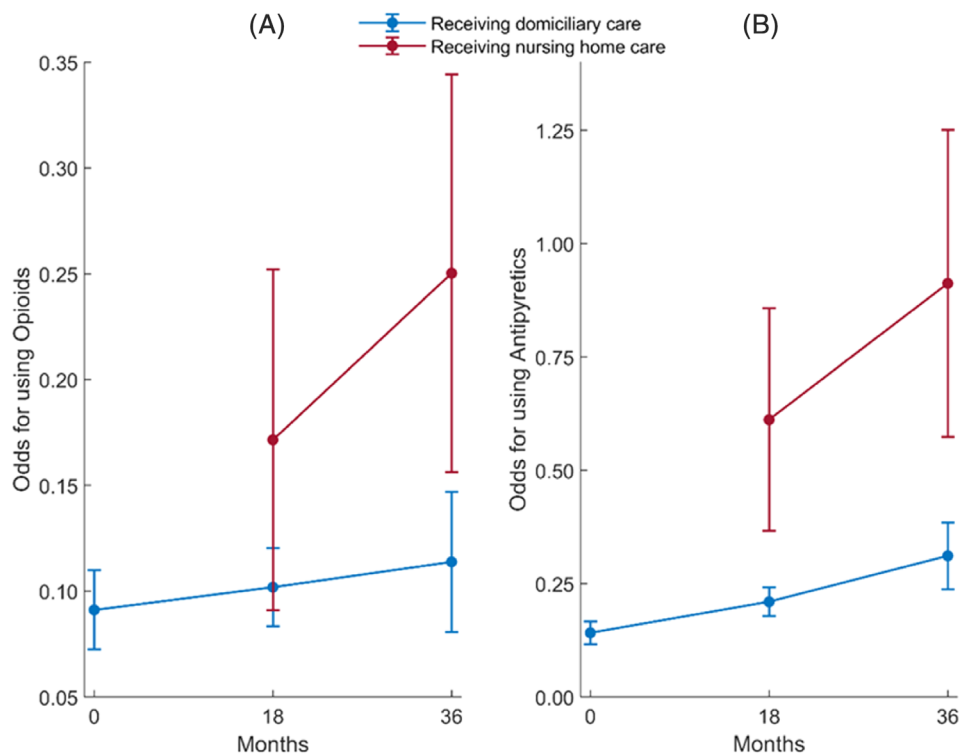 (A)
Receiving domiciliary care
Receiving nursing home care
(B)
0.35
0.30
0.25
0.20
0.15
0.10
0.05
Odds for using Opioids
0
18
36
Months
1.25
1.00
0.75
0.50
0.25
0.00
Odds for using Antipyretics
0
18
36
Months